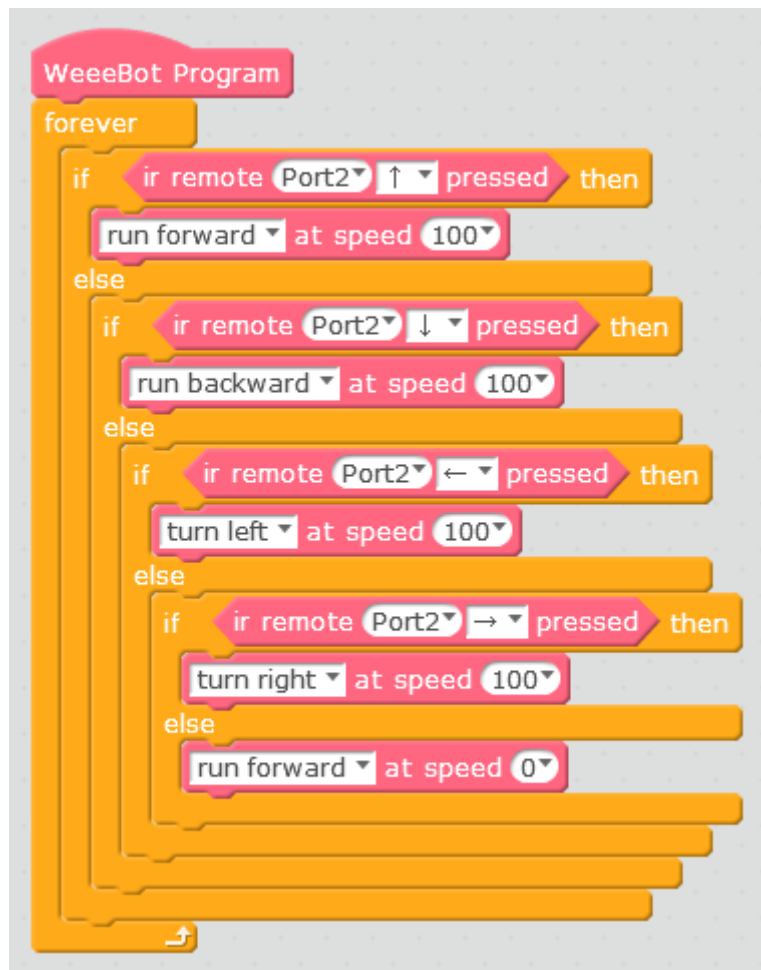 WeeeBot Program
forever
if ir remote Port2 ↑ pressed then
run forward at speed 100
else
if ir remote Port2 ↓ pressed then
run backward at speed 100
else
if ir remote Port2 ← pressed then
turn left at speed 100
else
if ir remote Port2 → pressed then
turn right at speed 100
else
run forward at speed 0